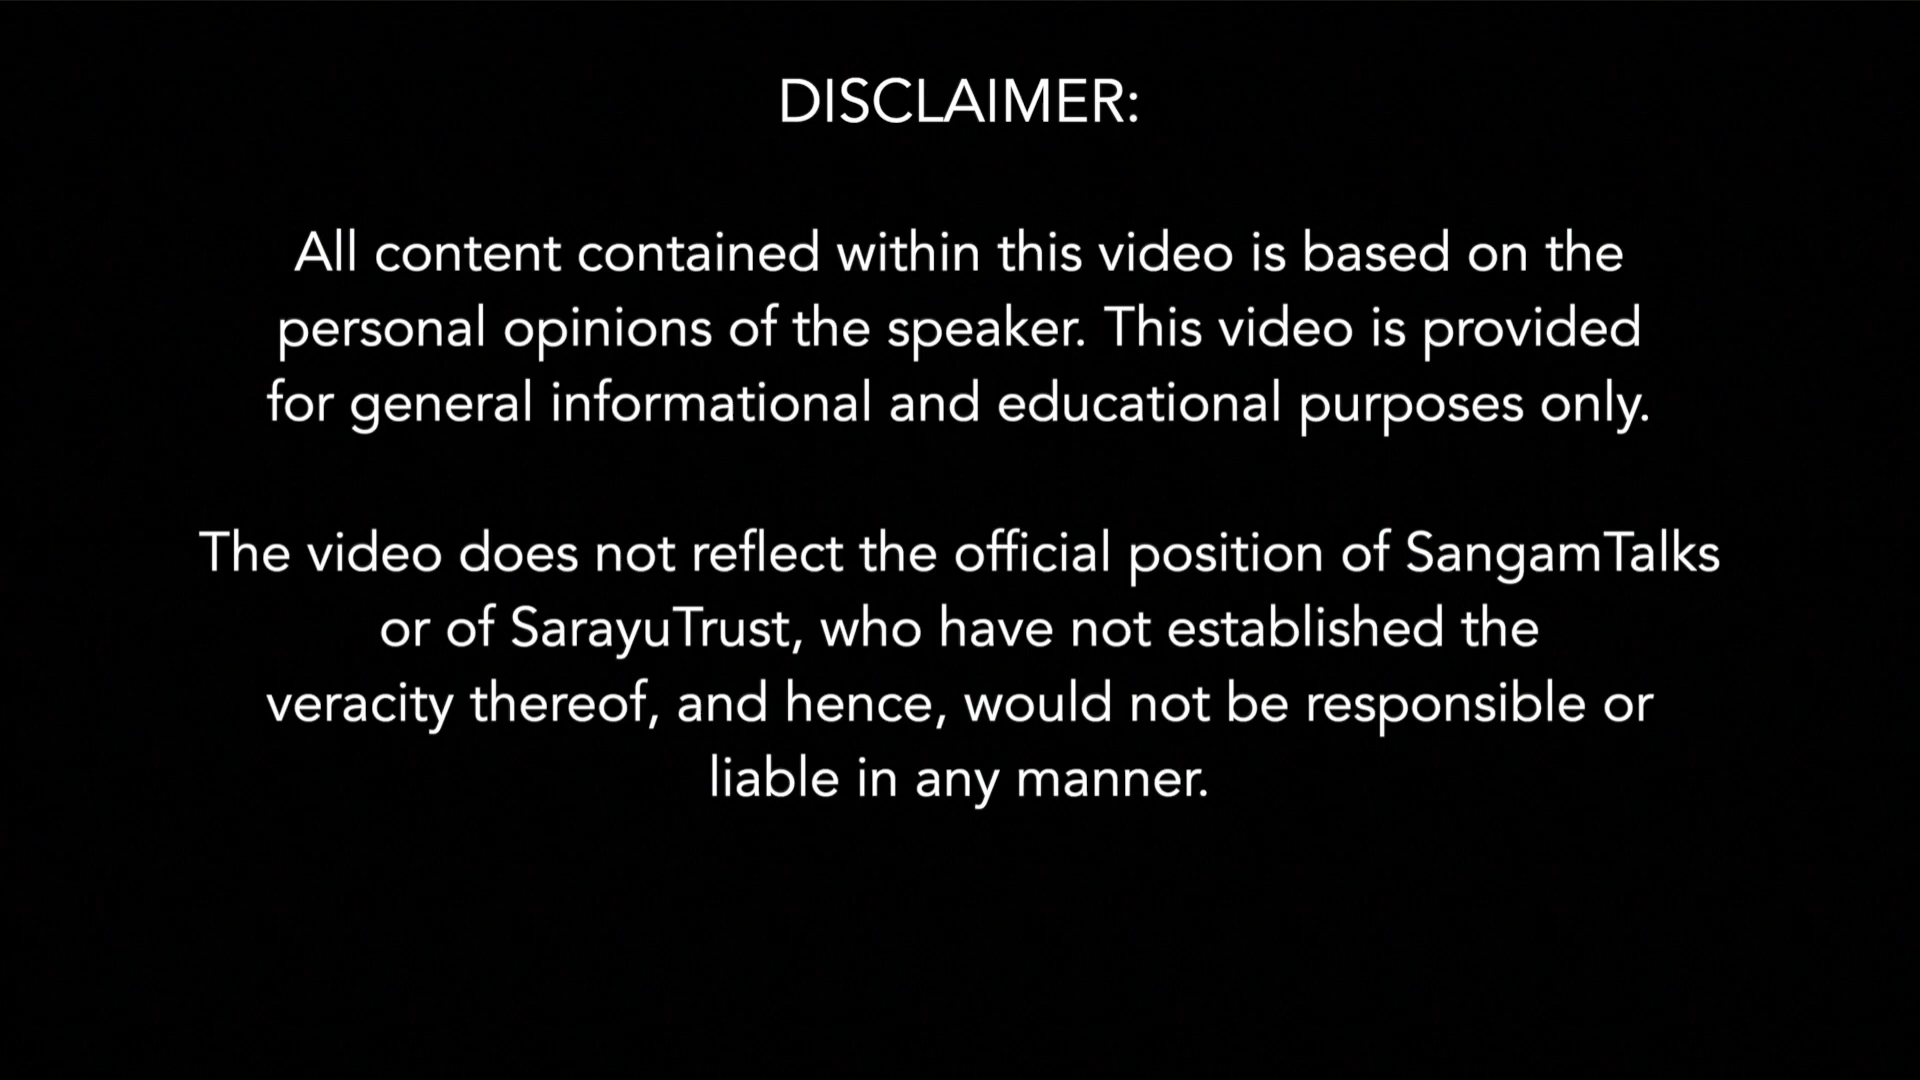 DISCLAIMER:
All content contained within this video is based on the
personal opinions of the speaker. This video is provided
for general informational and educational purposes only.
The video does not reflect the official position of SangamTalks
or of SarayuTrust, who have not established the
veracity thereof, and hence, would not be responsible or
liable in any manner.